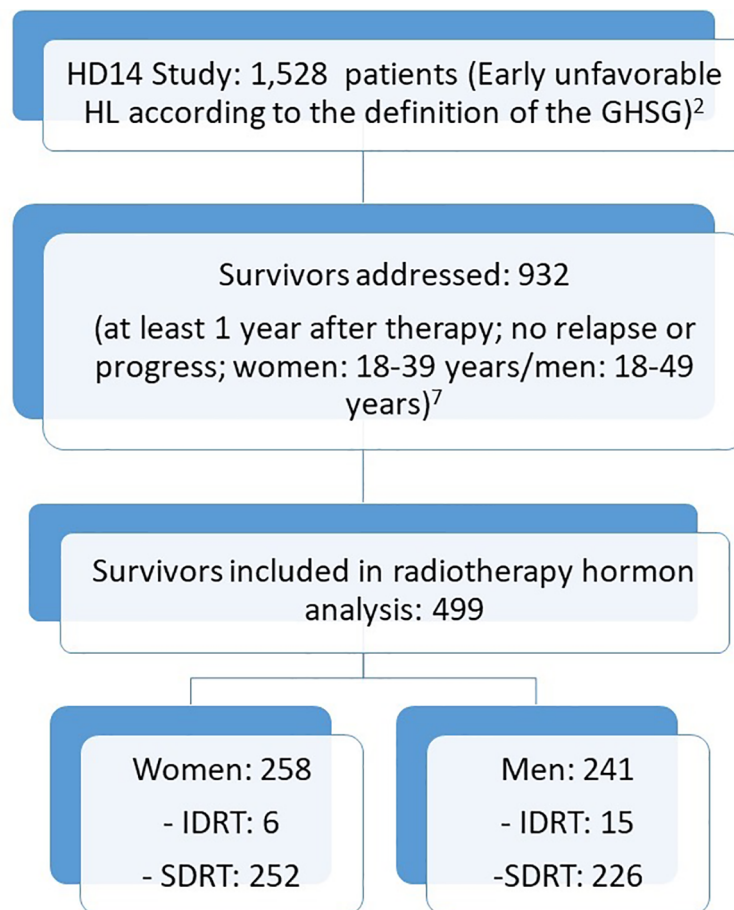 HD14 Study: 1,528 patients (Early unfavorable
HL according to the definition of the GHSG)²
Survivors addressed: 932
(at least 1 year after therapy; no relapse or
progress; women: 18-39 years/men: 18-49
years)⁷
Survivors included in radiotherapy hormon
analysis: 499
Women: 258
- IDRT: 6
- SDRT: 252
Men: 241
- IDRT: 15
-SDRT: 226